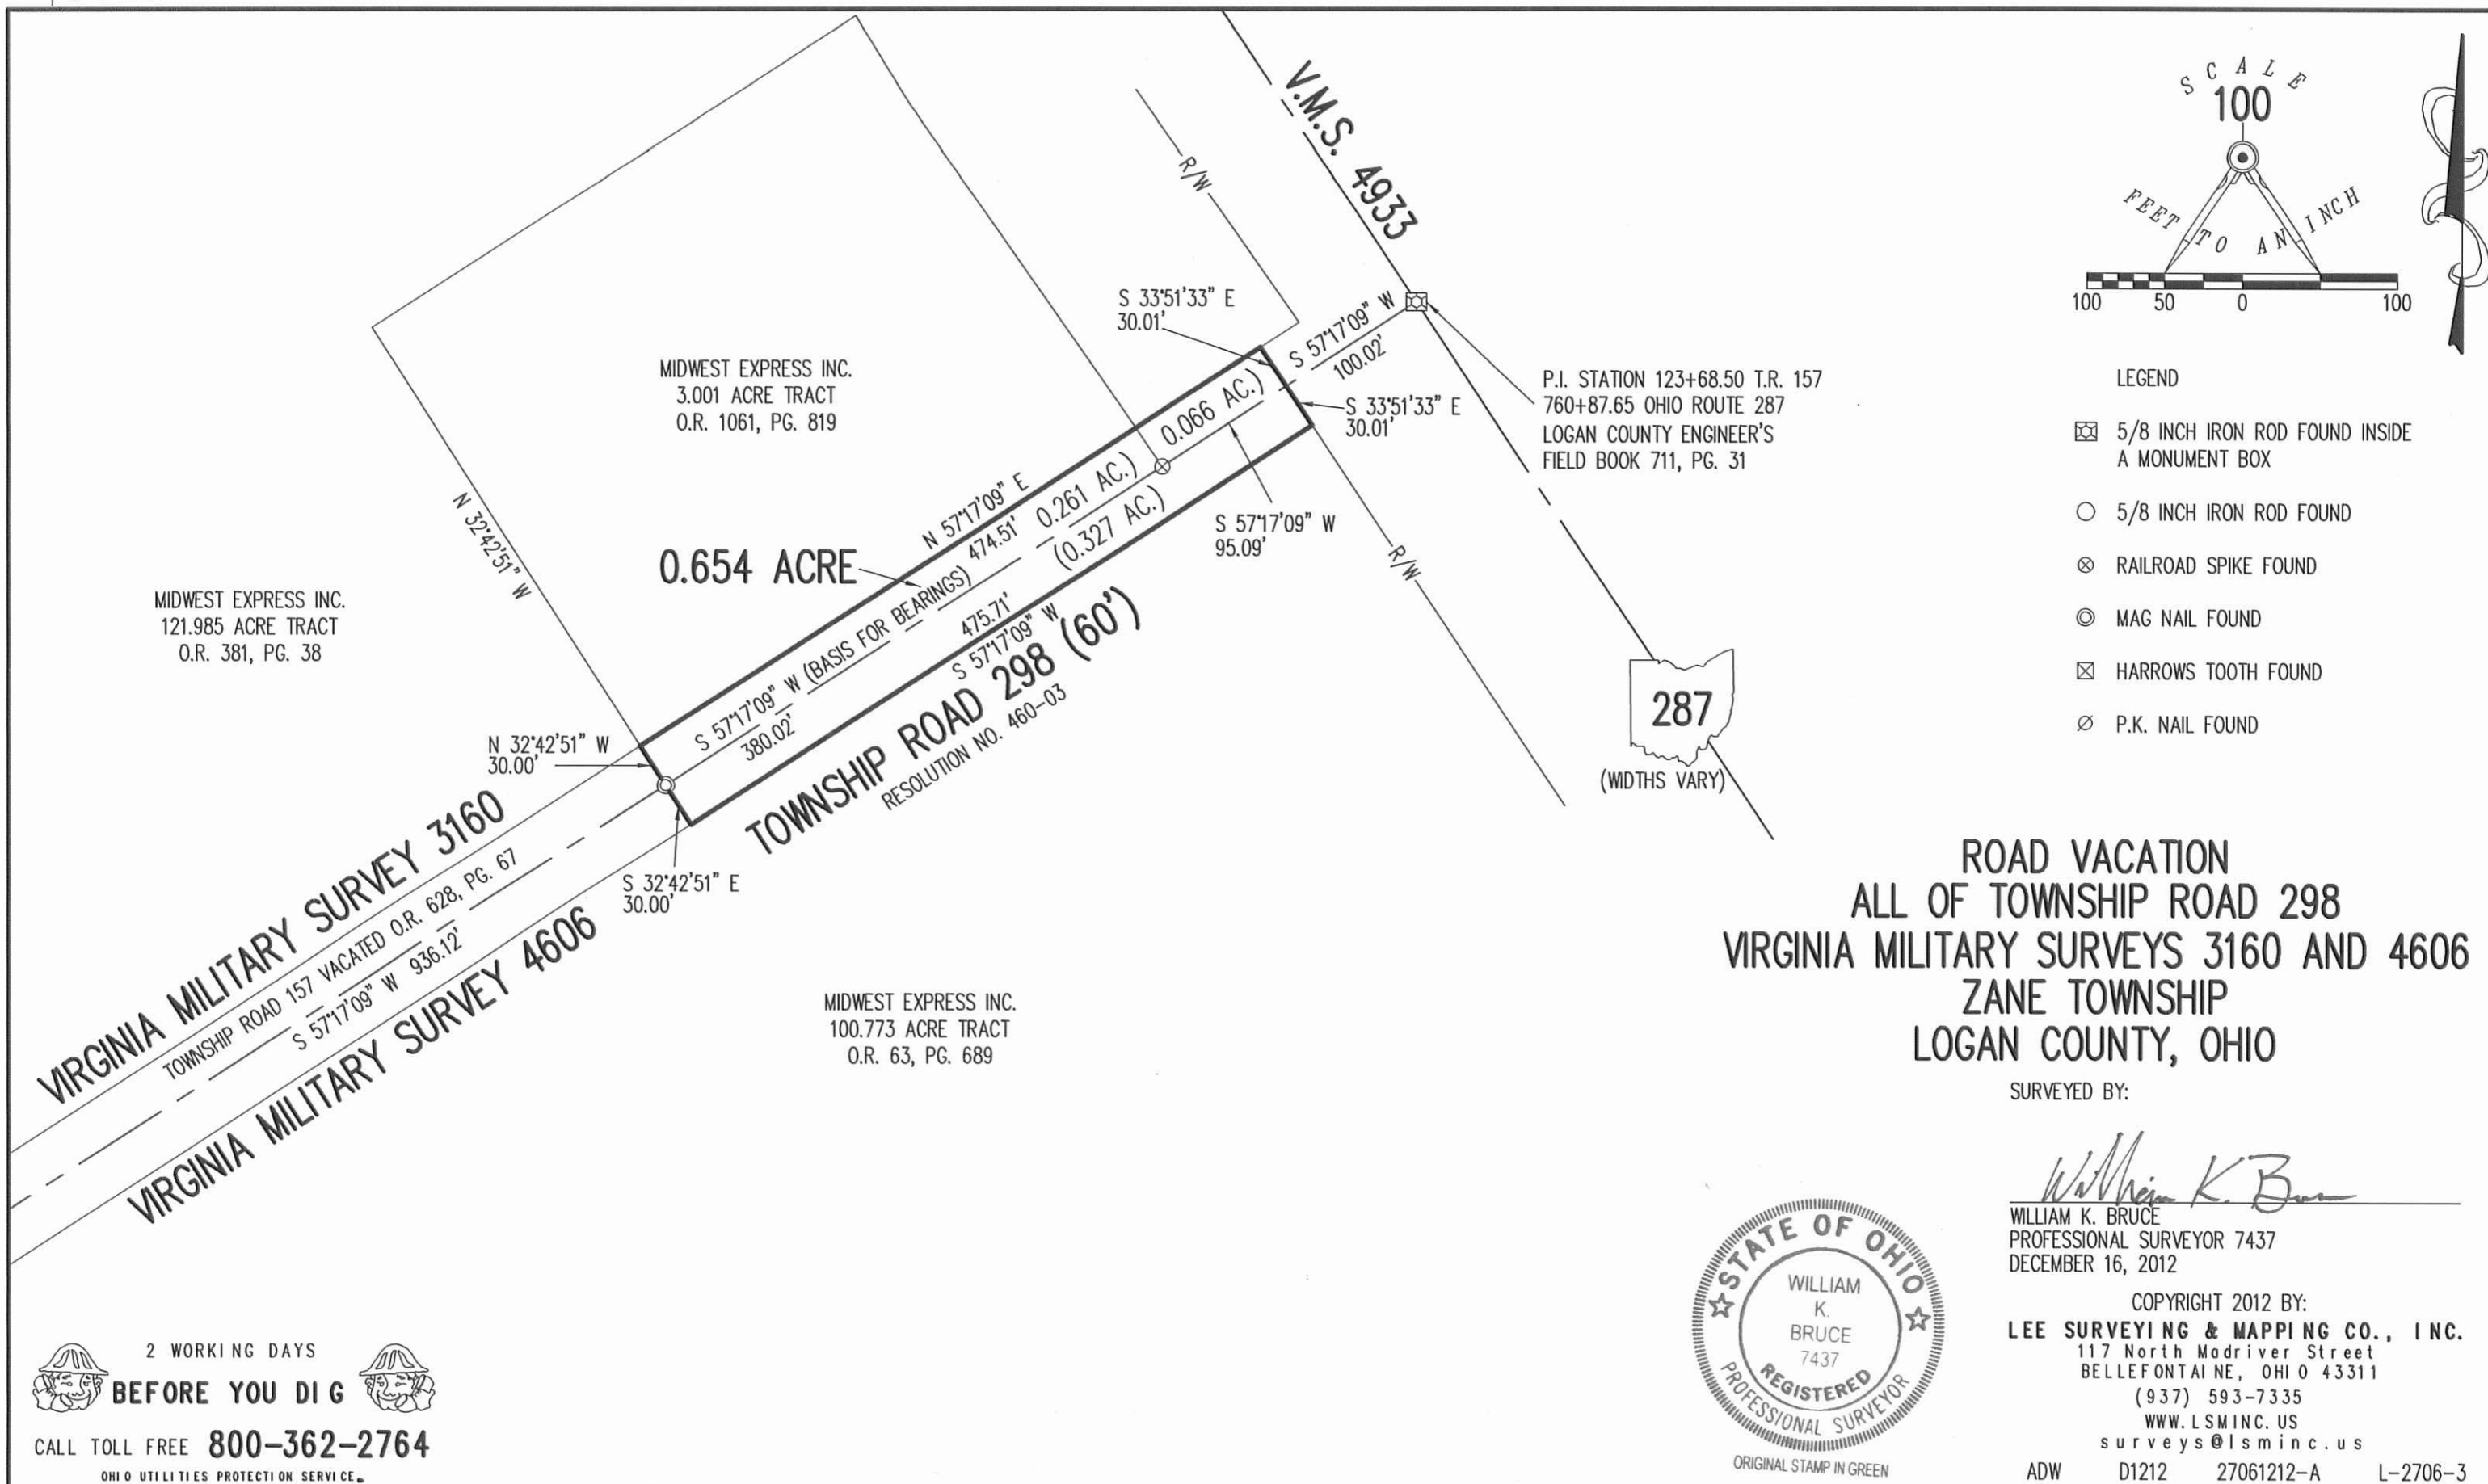 V.M.S. 4933
R/W
SCALE
100
FEET TO AN INCH
100 50 0 100
S 33°51'33" E
30.01'
S 57°17'09" W
100.02'
P.I. STATION 123+68.50 T.R. 157
760+87.65 OHIO ROUTE 287
LOGAN COUNTY ENGINEER'S
FIELD BOOK 711, PG. 31
S 33°51'33" E
30.01'
MIDWEST EXPRESS INC.
3.001 ACRE TRACT
O.R. 1061, PG. 819
N 32°42'51" W
MIDWEST EXPRESS INC.
121.985 ACRE TRACT
O.R. 381, PG. 38
0.654 ACRE
N 57°17'09" E
474.51'
0.261 AC.)
0.066 AC.)
(0.327 AC.)
S 57°17'09" W
95.09'
R/W
S 57°17'09" W (BASIS FOR BEARINGS)
380.02'
475.71'
S 57°17'09" W
TOWNSHIP ROAD 298 (60')
RESOLUTION NO. 460-03
N 32°42'51" W
30.00'
S 32°42'51" E
30.00'
VIRGINIA MILITARY SURVEY 3160
TOWNSHIP ROAD 157 VACATED O.R. 628, PG. 67
S 57°17'09" W 936.12'
VIRGINIA MILITARY SURVEY 4606
MIDWEST EXPRESS INC.
100.773 ACRE TRACT
O.R. 63, PG. 689
287
(WIDTHS VARY)
LEGEND
5/8 INCH IRON ROD FOUND INSIDE
A MONUMENT BOX
5/8 INCH IRON ROD FOUND
RAILROAD SPIKE FOUND
MAG NAIL FOUND
HARROWS TOOTH FOUND
P.K. NAIL FOUND
ROAD VACATION
ALL OF TOWNSHIP ROAD 298
VIRGINIA MILITARY SURVEYS 3160 AND 4606
ZANE TOWNSHIP
LOGAN COUNTY, OHIO
SURVEYED BY:
William K. Bruce
WILLIAM K. BRUCE
PROFESSIONAL SURVEYOR 7437
DECEMBER 16, 2012
COPYRIGHT 2012 BY:
LEE SURVEYING & MAPPING CO., INC.
117 North Madriver Street
BELLEFONTAINE, OHIO 43311
(937) 593-7335
WWW.LSMINC.US
surveys@lsminc.us
ADW D1212 27061212-A L-2706-3
STATE OF OHIO
WILLIAM
K.
BRUCE
7437
REGISTERED
PROFESSIONAL SURVEYOR
ORIGINAL STAMP IN GREEN
2 WORKING DAYS
BEFORE YOU DIG
CALL TOLL FREE 800-362-2764
OHIO UTILITIES PROTECTION SERVICE